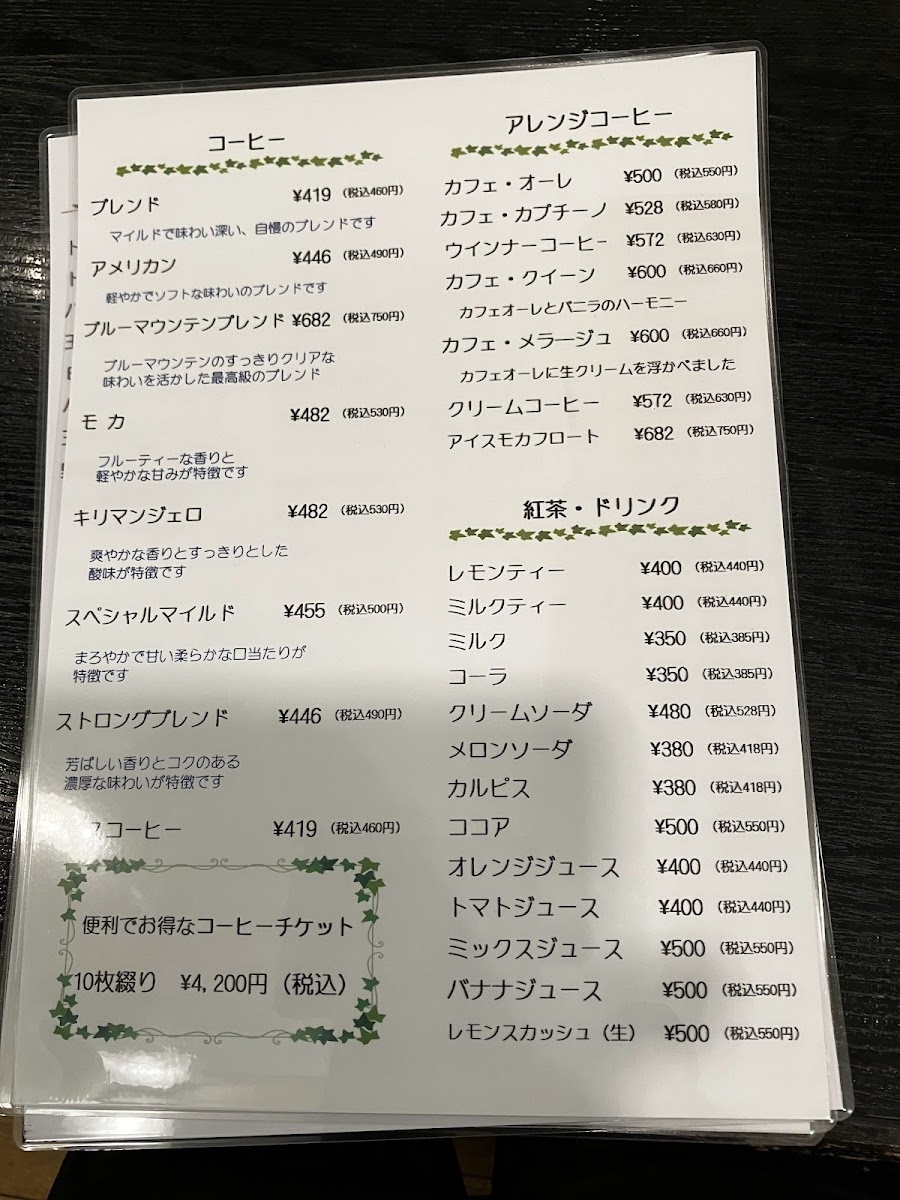 コーヒー
ブレンド ¥419 (税込460円)
マイルドで味わい深い、自慢のブレンドです
アメリカン ¥446 (税込490円)
軽やかでソフトな味わいのブレンドです
ブルーマウンテンブレンド ¥682 (税込750円)
ブルーマウンテンのすっきりクリアな
味わいを活かした最高級のブレンド
モカ ¥482 (税込530円)
フルーティーな香りと
軽やかな甘みが特徴です
キリマンジェロ ¥482 (税込530円)
爽やかな香りとすっきりとした
酸味が特徴です
スペシャルマイルド ¥455 (税込500円)
まろやかで甘い柔らかな口当たりが
特徴です
ストロングブレンド ¥446 (税込490円)
芳ばしい香りとコクのある
濃厚な味わいが特徴です
スコーヒー ¥419 (税込460円)
便利でお得なコーヒーチケット
10枚綴り ¥4,200円 (税込)
アレンジコーヒー
カフェ・オーレ ¥500 (税込550円)
カフェ・カプチーノ ¥528 (税込580円)
ウインナーコーヒー ¥572 (税込630円)
カフェ・クイーン ¥600 (税込660円)
カフェオーレとバニラのハーモニー
カフェ・メラージュ ¥600 (税込660円)
カフェオーレに生クリームを浮かべました
クリームコーヒー ¥572 (税込630円)
アイスモカフロート ¥682 (税込750円)
紅茶・ドリンク
レモンティー ¥400 (税込440円)
ミルクティー ¥400 (税込440円)
ミルク ¥350 (税込385円)
コーラ ¥350 (税込385円)
クリームソーダ ¥480 (税込528円)
メロンソーダ ¥380 (税込418円)
カルピス ¥380 (税込418円)
ココア ¥500 (税込550円)
オレンジジュース ¥400 (税込440円)
トマトジュース ¥400 (税込440円)
ミックスジュース ¥500 (税込550円)
バナナジュース ¥500 (税込550円)
レモンスカッシュ (生) ¥500 (税込550円)